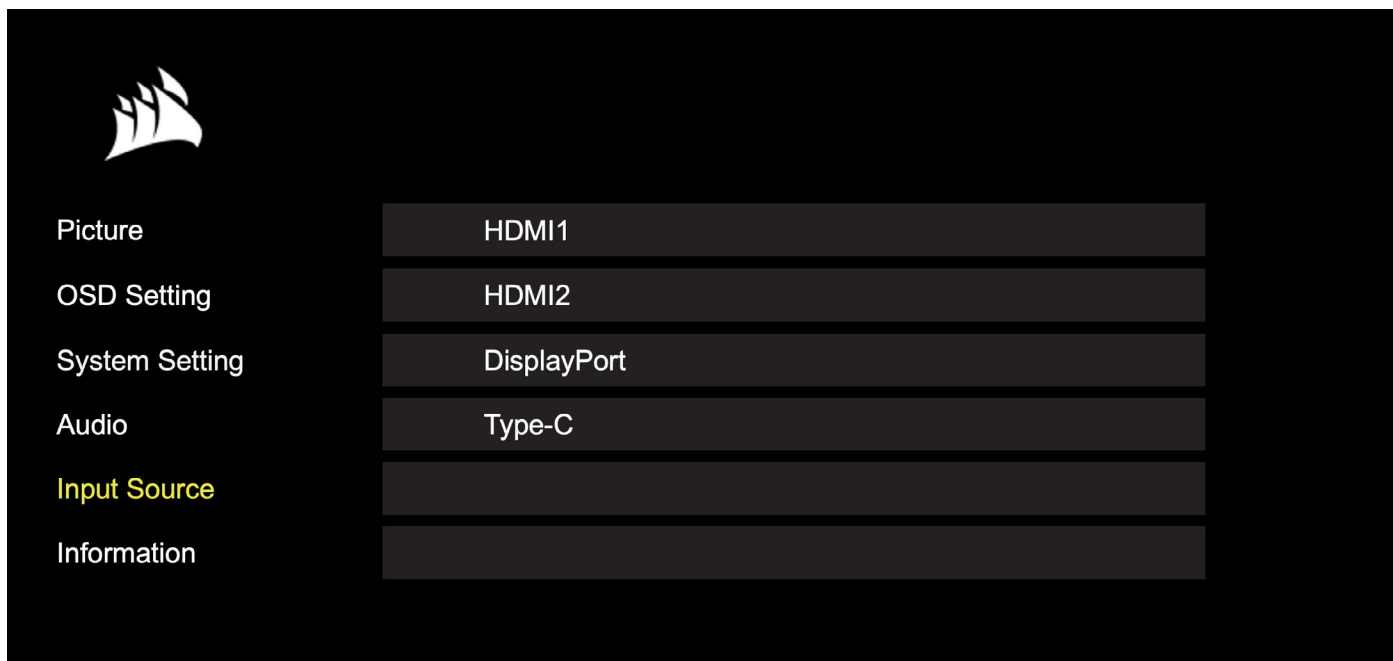 Picture
HDMI1
OSD Setting
HDMI2
System Setting
DisplayPort
Audio
Type-C
Input Source
Information